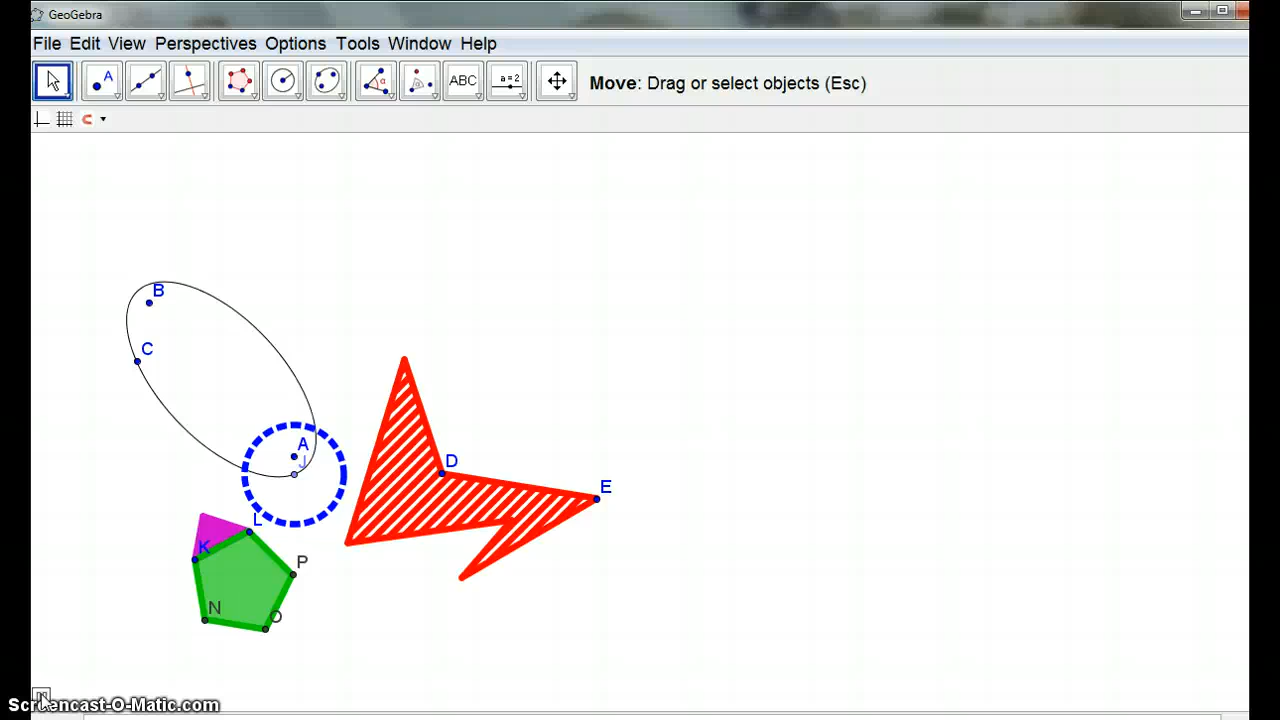 GeoGebra
File Edit View Perspectives Options Tools Window Help
A
α
α
ABC
a = 2
Move: Drag or select objects (Esc)
B
C
A
J
D
E
L
K
P
N
O
Screencast-O-Matic.com